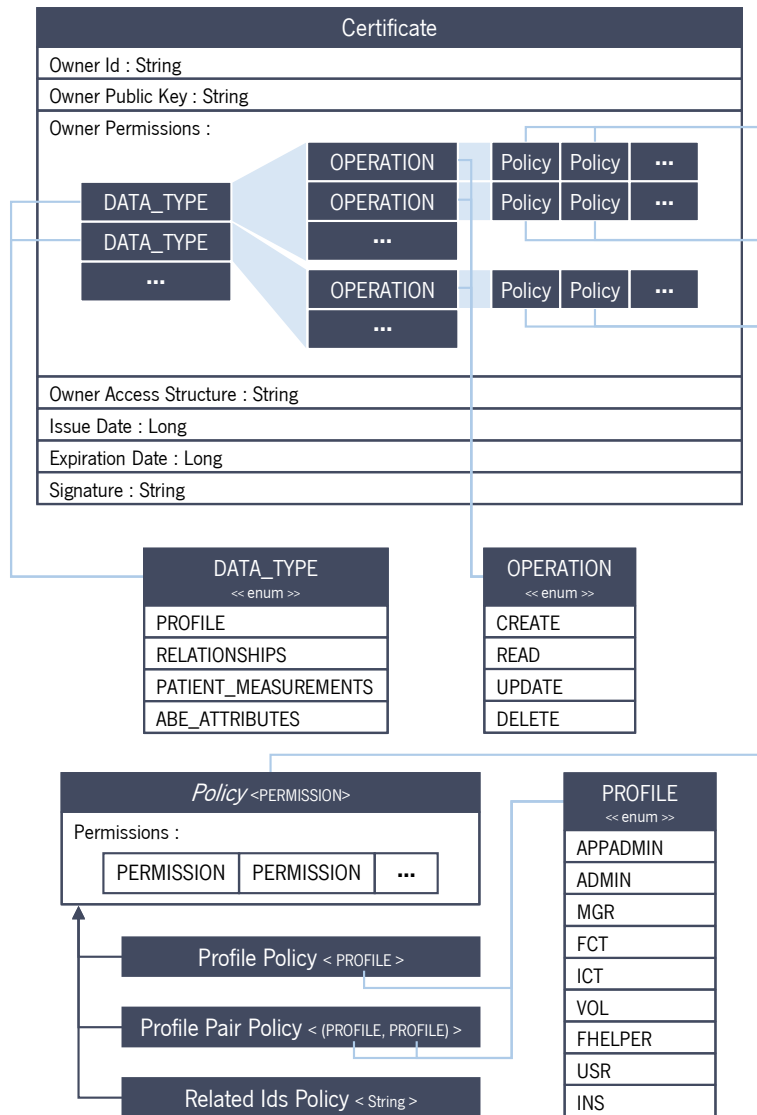 Certificate
Owner Id : String
Owner Public Key : String
Owner Permissions :
OPERATION Policy Policy ...
DATA_TYPE OPERATION Policy Policy ...
DATA_TYPE ...
... OPERATION Policy Policy ...
...
Owner Access Structure : String
Issue Date : Long
Expiration Date : Long
Signature : String
DATA_TYPE
<< enum >>
PROFILE
RELATIONSHIPS
PATIENT_MEASUREMENTS
ABE_ATTRIBUTES
OPERATION
<< enum >>
CREATE
READ
UPDATE
DELETE
Policy <PERMISSION>
Permissions :
PERMISSION PERMISSION ...
Profile Policy < PROFILE >
Profile Pair Policy < (PROFILE, PROFILE) >
Related Ids Policy < String >
PROFILE
<< enum >>
APPADMIN
ADMIN
MGR
FCT
ICT
VOL
FHELPER
USR
INS